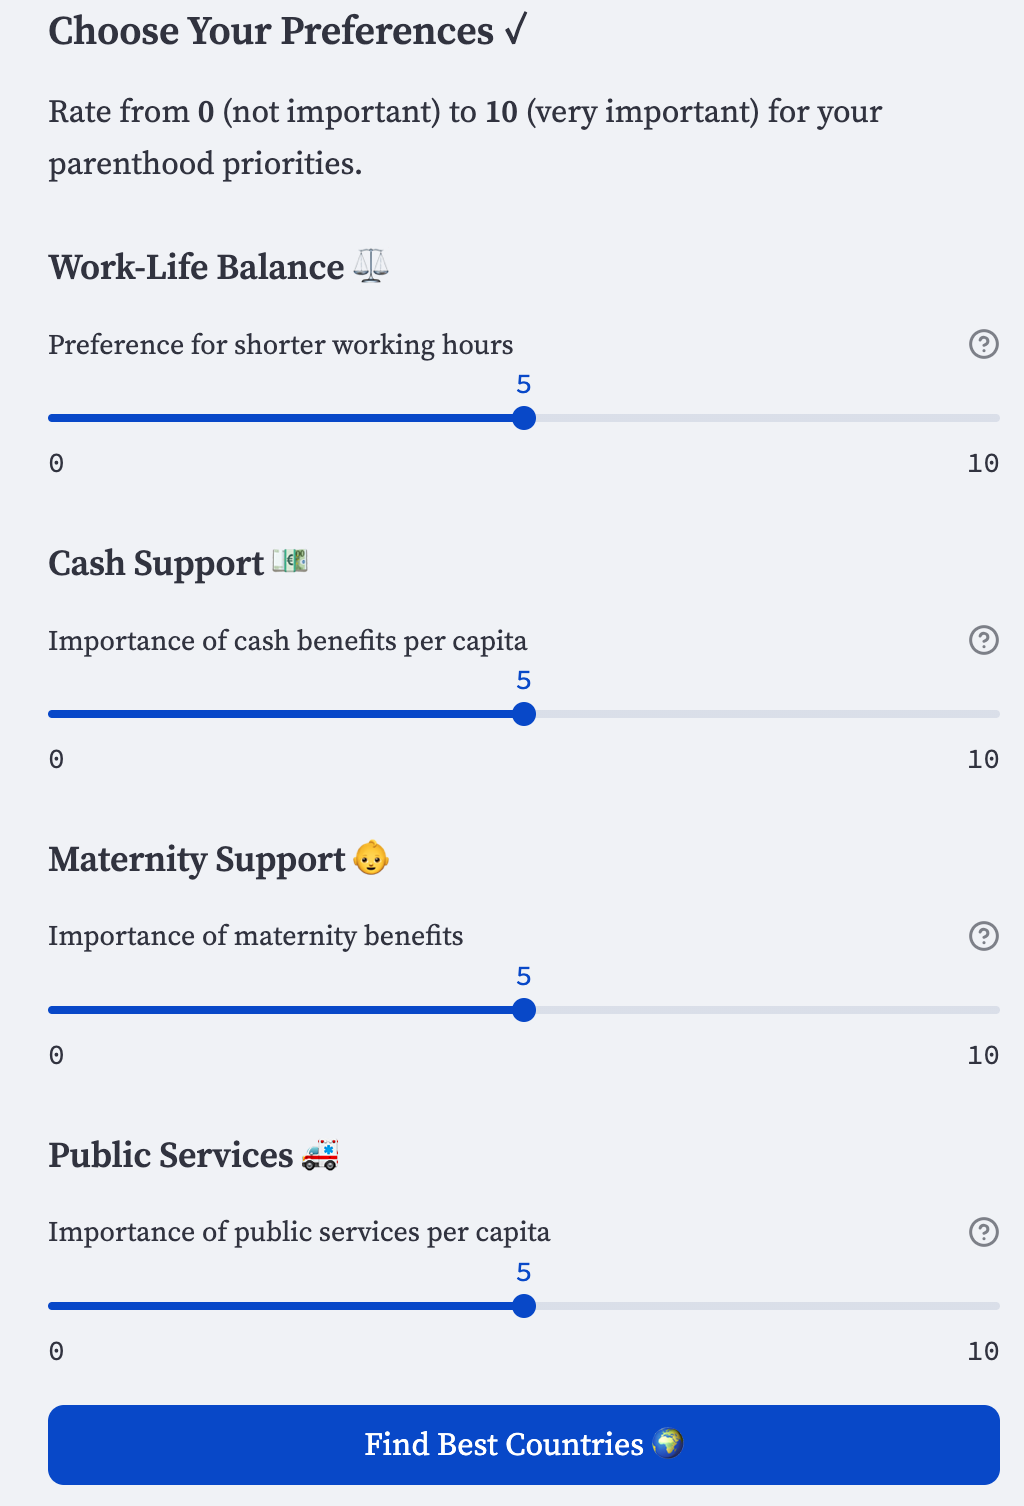 Choose Your Preferences ✓
Rate from 0 (not important) to 10 (very important) for your
parenthood priorities.
Work-Life Balance ⚖️
Preference for shorter working hours
5
0 10
Cash Support 💶
Importance of cash benefits per capita
5
0 10
Maternity Support 👶
Importance of maternity benefits
5
0 10
Public Services 🚑
Importance of public services per capita
5
0 10
Find Best Countries 🌍